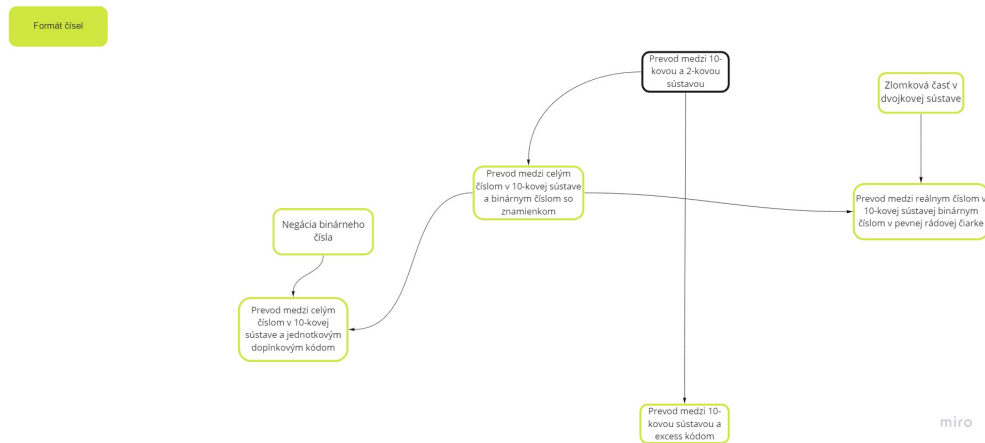 Formát čísel
Prevod medzi 10-
kovou a 2-kovou
sústavou
Zlomková časť v
dvojkovej sústave
Prevod medzi celým
číslom v 10-kovej sústave
a binárnym číslom so
znamienkom
Prevod medzi reálnym číslom v
10-kovej sústavej binárnym
číslom v pevnej rádovej čiarke
Negácia binárneho
čísla
Prevod medzi celým
číslom v 10-kovej
sústave a jednotkovým
doplnkovým kódom
Prevod medzi 10-
kovou sústavou a
excess kódom
miro